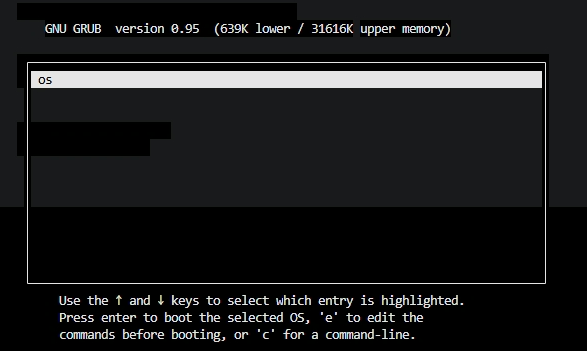 GNU GRUB  version 0.95  (639K lower / 31616K upper memory)
os
Use the ↑ and ↓ keys to select which entry is highlighted.
Press enter to boot the selected OS, 'e' to edit the
commands before booting, or 'c' for a command-line.